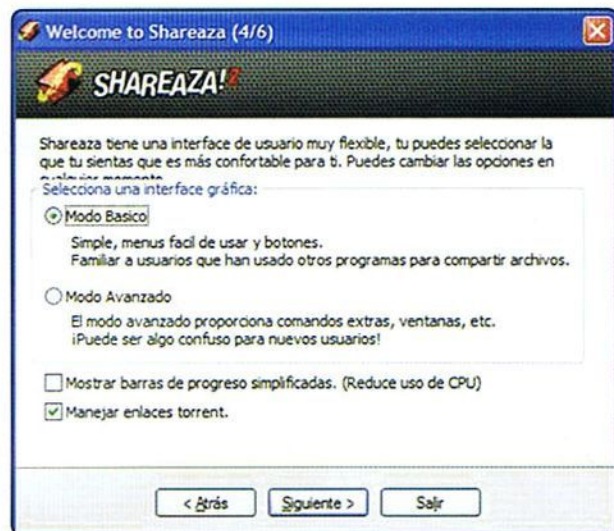 Welcome to Shareaza (4/6)
SHAREAZA!2
Shareaza tiene una interface de usuario muy flexible, tu puedes seleccionar la
que tu sientas que es más confortable para ti. Puedes cambiar las opciones en
cualquier momento.
Selecciona una interface gráfica:
Modo Basico
Simple, menus facil de usar y botones.
Familiar a usuarios que han usado otros programas para compartir archivos.
Modo Avanzado
El modo avanzado proporciona comandos extras, ventanas, etc.
¡Puede ser algo confuso para nuevos usuarios!
Mostrar barras de progreso simplificadas. (Reduce uso de CPU)
Manejar enlaces torrent.
< Atrás Siguiente > Salir